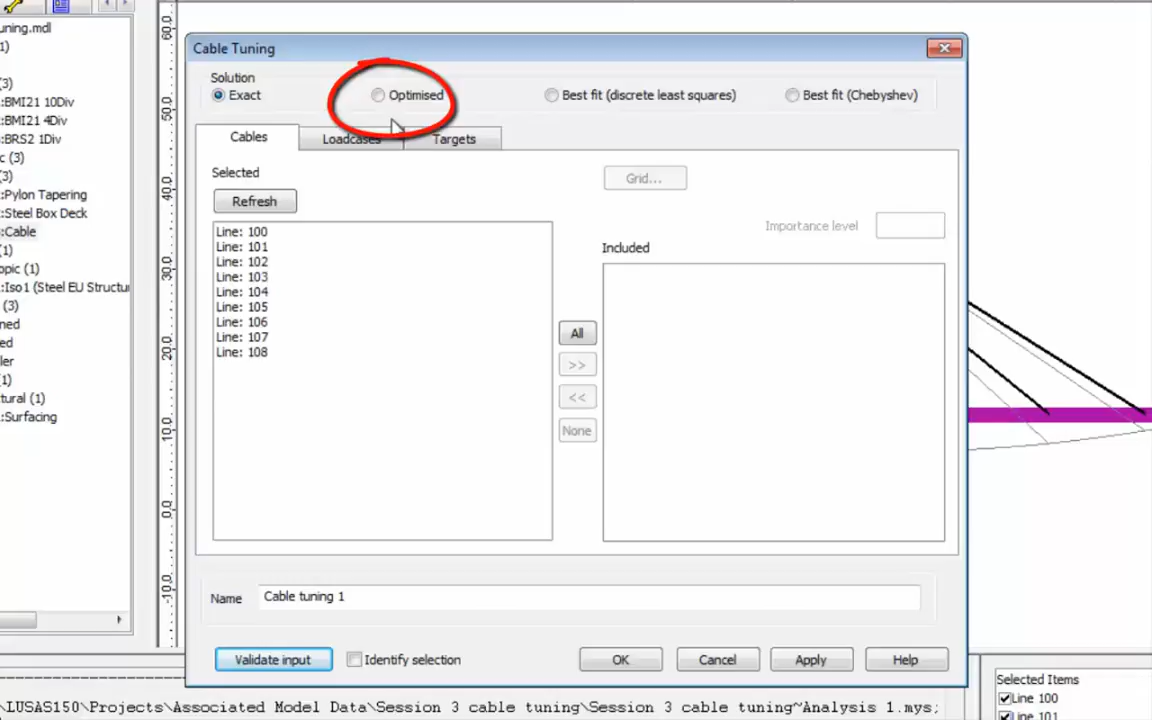 uning.mdl
1)
(3)
:BMI21 10Div
:BMI21 4Div
:BRS2 1Div
c (3)
(3)
:Pylon Tapering
:Steel Box Deck
:Cable
(1)
opic (1)
:Iso1 (Steel EU Structur
(3)
ned
ed
ler
(1)
tural (1)
:Surfacing
60.0
50.0
40.0
30.0
20.0
10.0
0.0
-10.0
Cable Tuning
Solution
Exact Optimised Best fit (discrete least squares) Best fit (Chebyshev)
Cables Loadcases Targets
Selected
Grid...
Refresh
Importance level
Included
Line: 100
Line: 101
Line: 102
Line: 103
Line: 104
Line: 105
Line: 106
Line: 107
Line: 108
All
>>
<<
None
Name Cable tuning 1
Validate input Identify selection OK Cancel Apply Help
Selected Items
Line 100
Line 101
\LUSAS150\Projects\Associated Model Data\Session 3 cable tuning\Session 3 cable tuning~Analysis 1.mys;